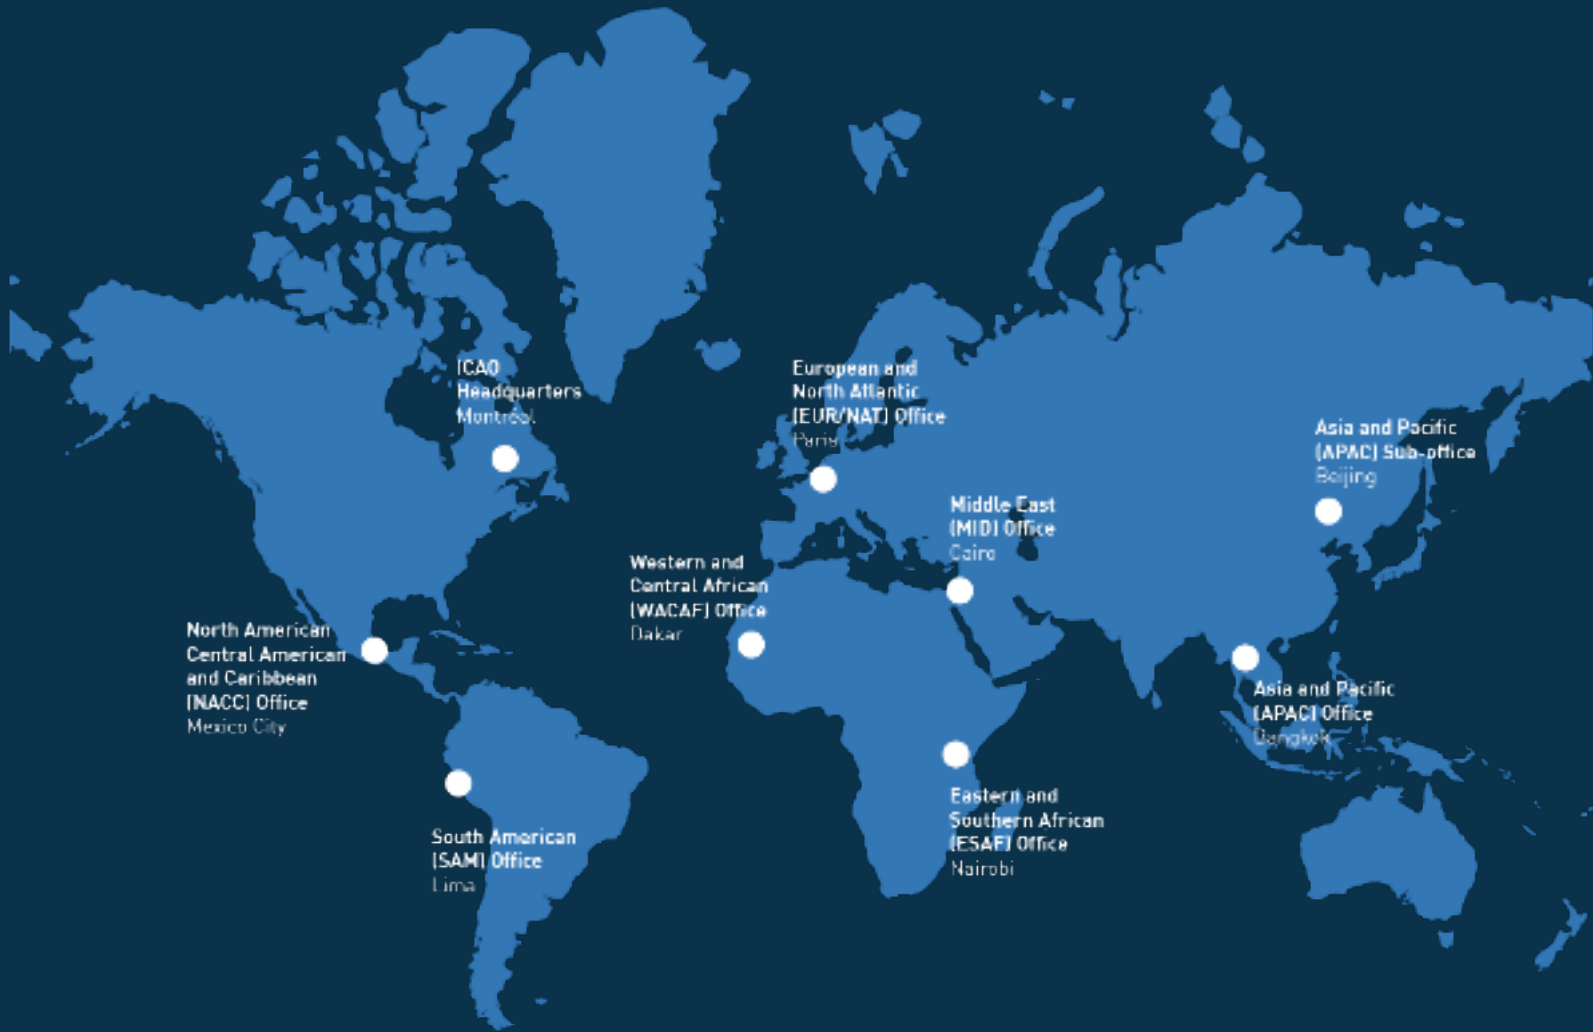 ICAO
Headquarters
Montréal
European and
North Atlantic
(EUR/NAT) Office
Paris
Asia and Pacific
(APAC) Sub-office
Beijing
Middle East
(MID) Office
Cairo
Western and
Central African
(WACAF) Office
Dakar
North American
Central American
and Caribbean
(NACC) Office
Mexico City
Asia and Pacific
(APAC) Office
Bangkok
South American
(SAM) Office
Lima
Eastern and
Southern African
(ESAF) Office
Nairobi